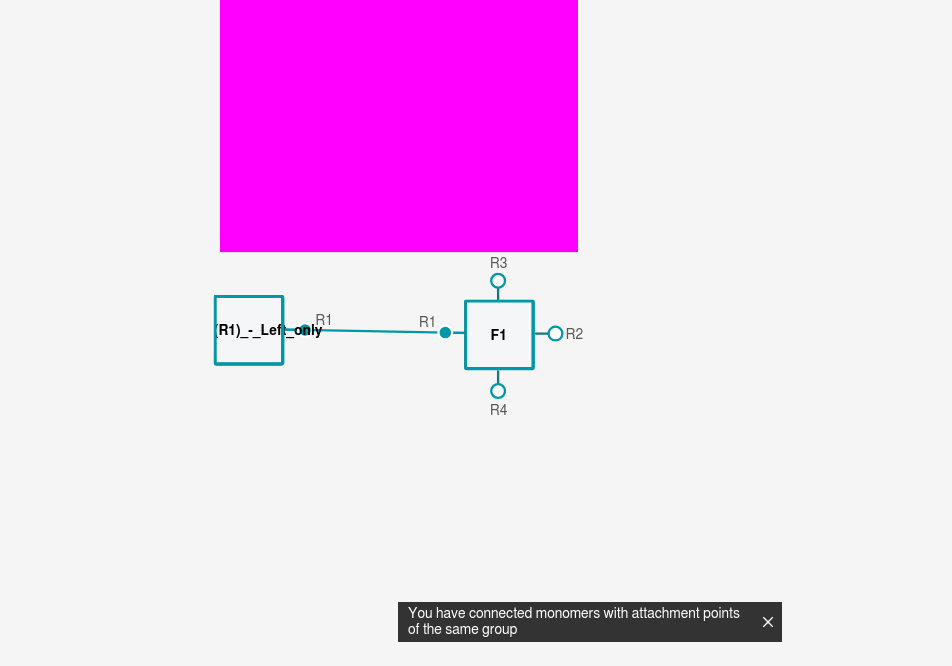 R3
(R1)_-_Left_only
R1
R1
F1
R2
R4
You have connected monomers with attachment points
of the same group